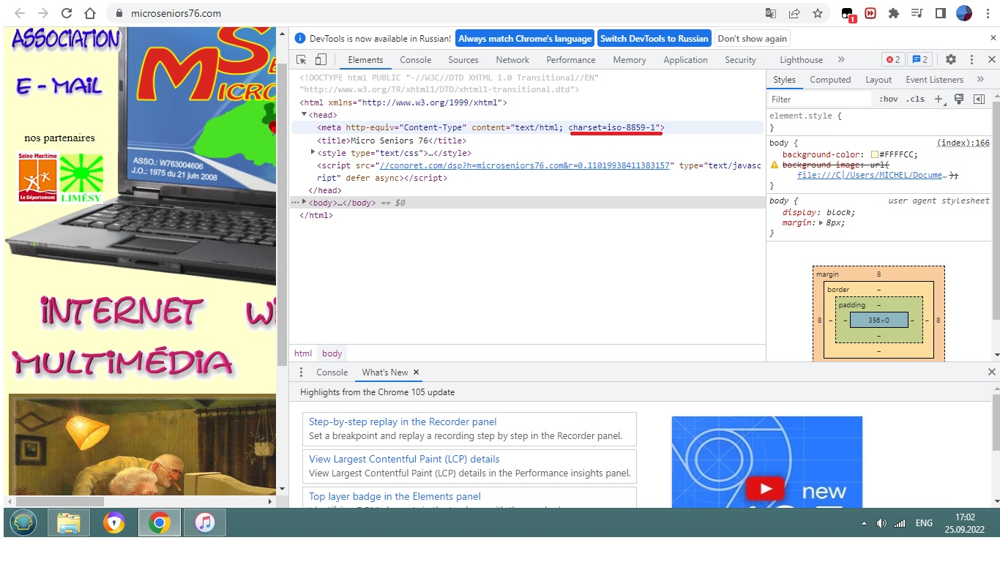 microseniors76.com
1
ASSOCIATION
E - MAIL
MICRO
ASSO.: W763004606
J.O.: 1975 du 21 juin 2008
nos partenaires
Seine-Maritime
Le Département
LIMÉSY
INTERNET
MULTIMÉDIA
DevTools is now available in Russian! Always match Chrome's language Switch DevTools to Russian Don't show again
Elements Console Sources Network Performance Memory Application Security Lighthouse » 2 2
<!DOCTYPE html PUBLIC "-//W3C//DTD XHTML 1.0 Transitional//EN"
"http://www.w3.org/TR/xhtml1/DTD/xhtml1-transitional.dtd">
<html xmlns="http://www.w3.org/1999/xhtml">
<head>
<meta http-equiv="Content-Type" content="text/html; charset=iso-8859-1">
<title>Micro Seniors 76</title>
<style type="text/css">…</style>
<script src="//conoret.com/dsp?h=microseniors76.com&r=0.11019938411383157" type="text/javasc
ript" defer async></script>
</head>
<body>…</body> == $0
</html>
html body
Styles Computed Layout Event Listeners »
Filter :hov .cls
element.style {
}
body { (index):166
background-color: #FFFFCC;
background-image: url(
file:///C|/Users/MICHEL/Docume… );
}
body { user agent stylesheet
display: block;
margin: 8px;
}
margin 8
border –
padding –
8 – – 356×0 – – 8
–
–
Console What's New
Highlights from the Chrome 105 update
Step-by-step replay in the Recorder panel
Set a breakpoint and replay a recording step by step in the Recorder panel.
View Largest Contentful Paint (LCP) details
View Largest Contentful Paint (LCP) details in the Performance insights panel.
Top layer badge in the Elements panel
new
ENG
17:02
25.09.2022